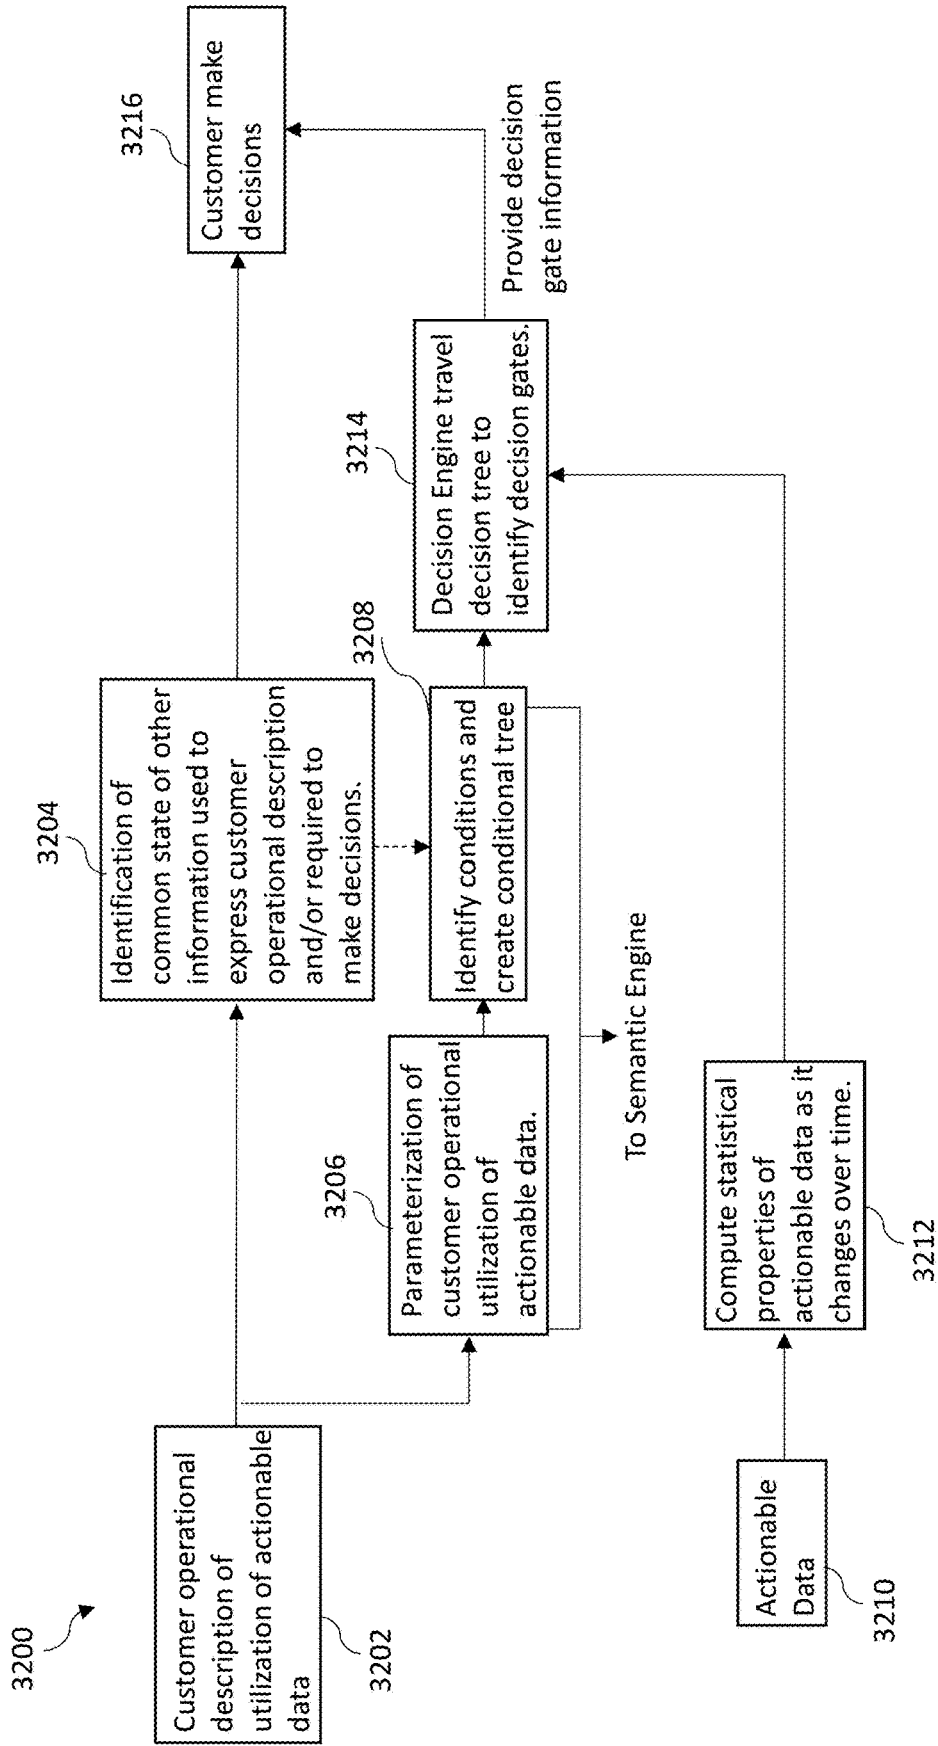 3200
Customer operational
description of
utilization of actionable
data
3202
3204
Identification of
common state of other
information used to
express customer
operational description
and/or required to
make decisions.
3216
Customer make
decisions
3206
Parameterization of
customer operational
utilization of
actionable data.
3208
Identify conditions and
create conditional tree
3214
Decision Engine travel
decision tree to
identify decision gates.
Provide decision
gate information
To Semantic Engine
Actionable
Data
3210
Compute statistical
properties of
actionable data as it
changes over time.
3212